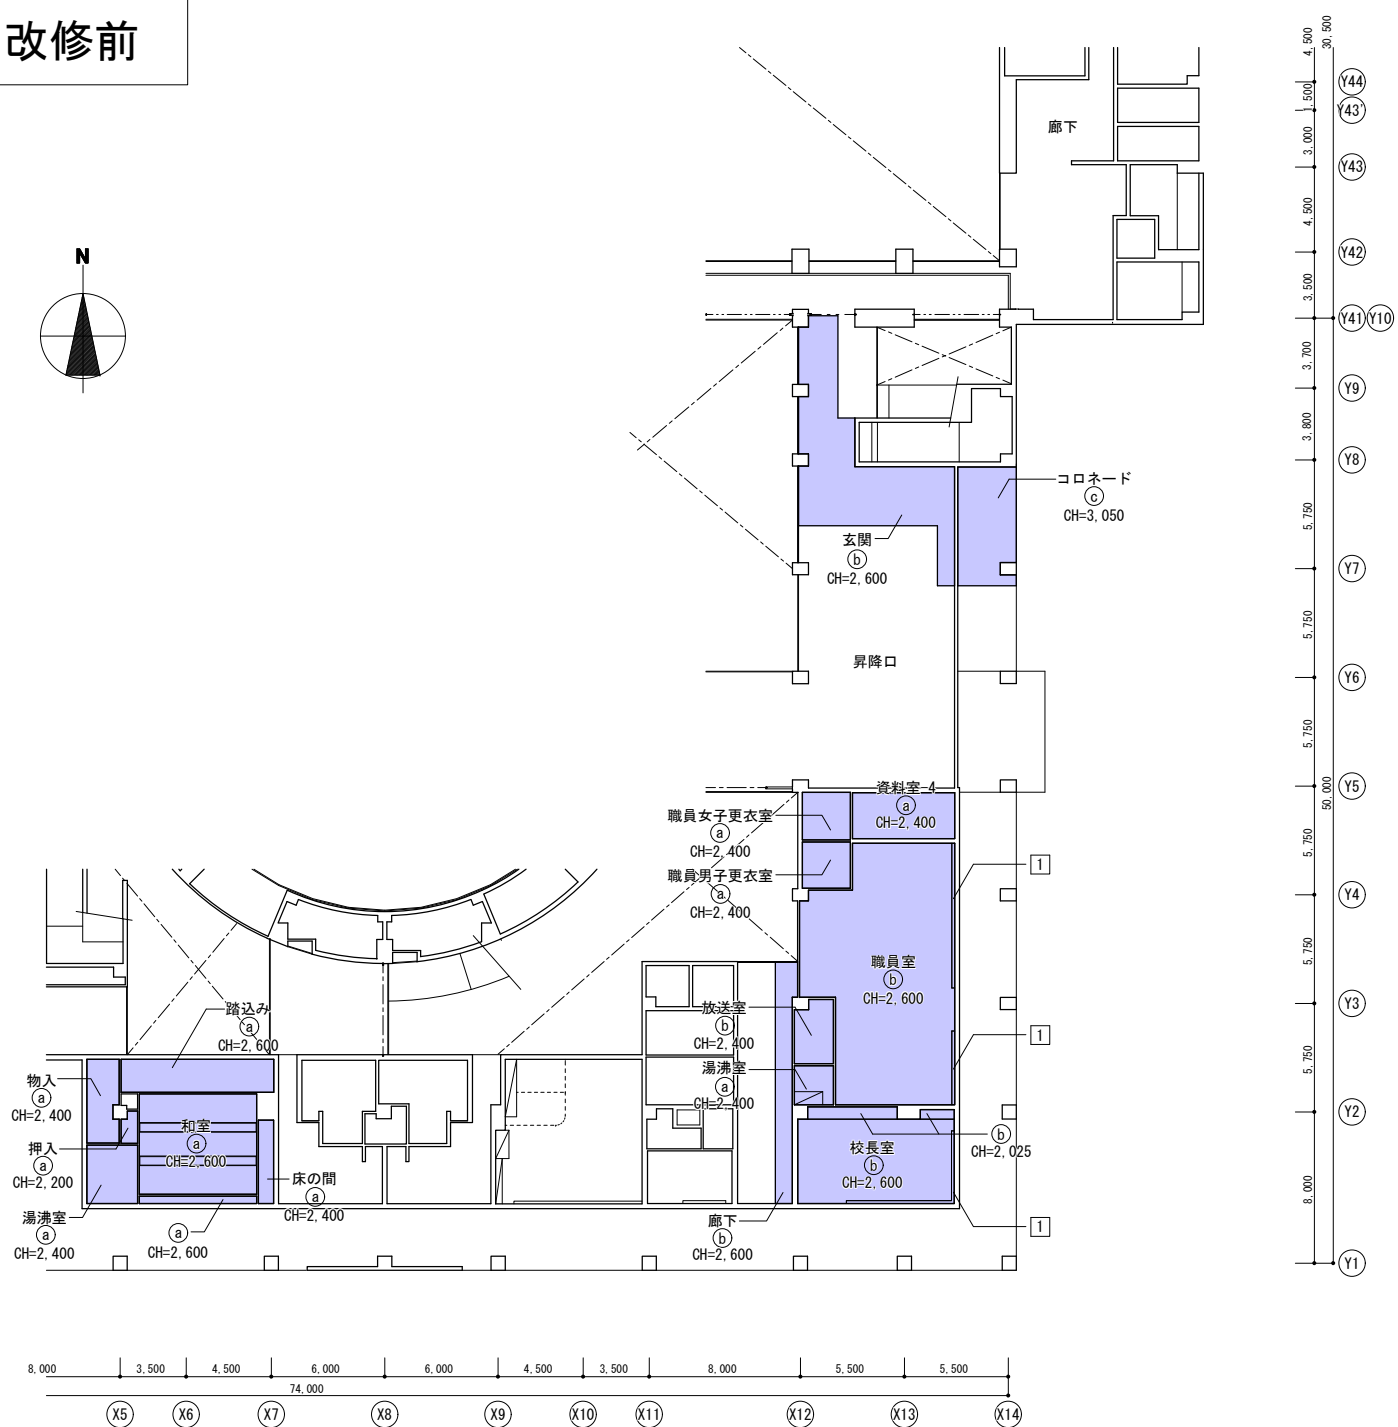 改修前
N
廊下
コロネード
c
CH=3,050
玄関
b
CH=2,600
昇降口
資料室-4
a
CH=2,400
職員女子更衣室
a
CH=2,400
職員男子更衣室
a
CH=2,400
1
職員室
b
CH=2,600
放送室
b
CH=2,400
1
湯沸室
a
CH=2,400
踏込み
a
CH=2,600
物入
a
CH=2,400
和室
a
CH=2,600
押入
a
CH=2,200
床の間
a
CH=2,400
湯沸室
a
CH=2,400
a
CH=2,600
b
CH=2,025
校長室
b
CH=2,600
廊下
b
CH=2,600
1
4,500
30,500
Y44
1,500
Y43'
3,000
Y43
4,500
Y42
3,500
Y41 Y10
3,700
Y9
3,800
Y8
5,750
Y7
5,750
Y6
5,750
Y5
50,000
5,750
Y4
5,750
Y3
5,750
Y2
8,000
Y1
8,000 3,500 4,500 6,000 6,000 4,500 3,500 8,000 5,500 5,500
74,000
X5 X6 X7 X8 X9 X10 X11 X12 X13 X14